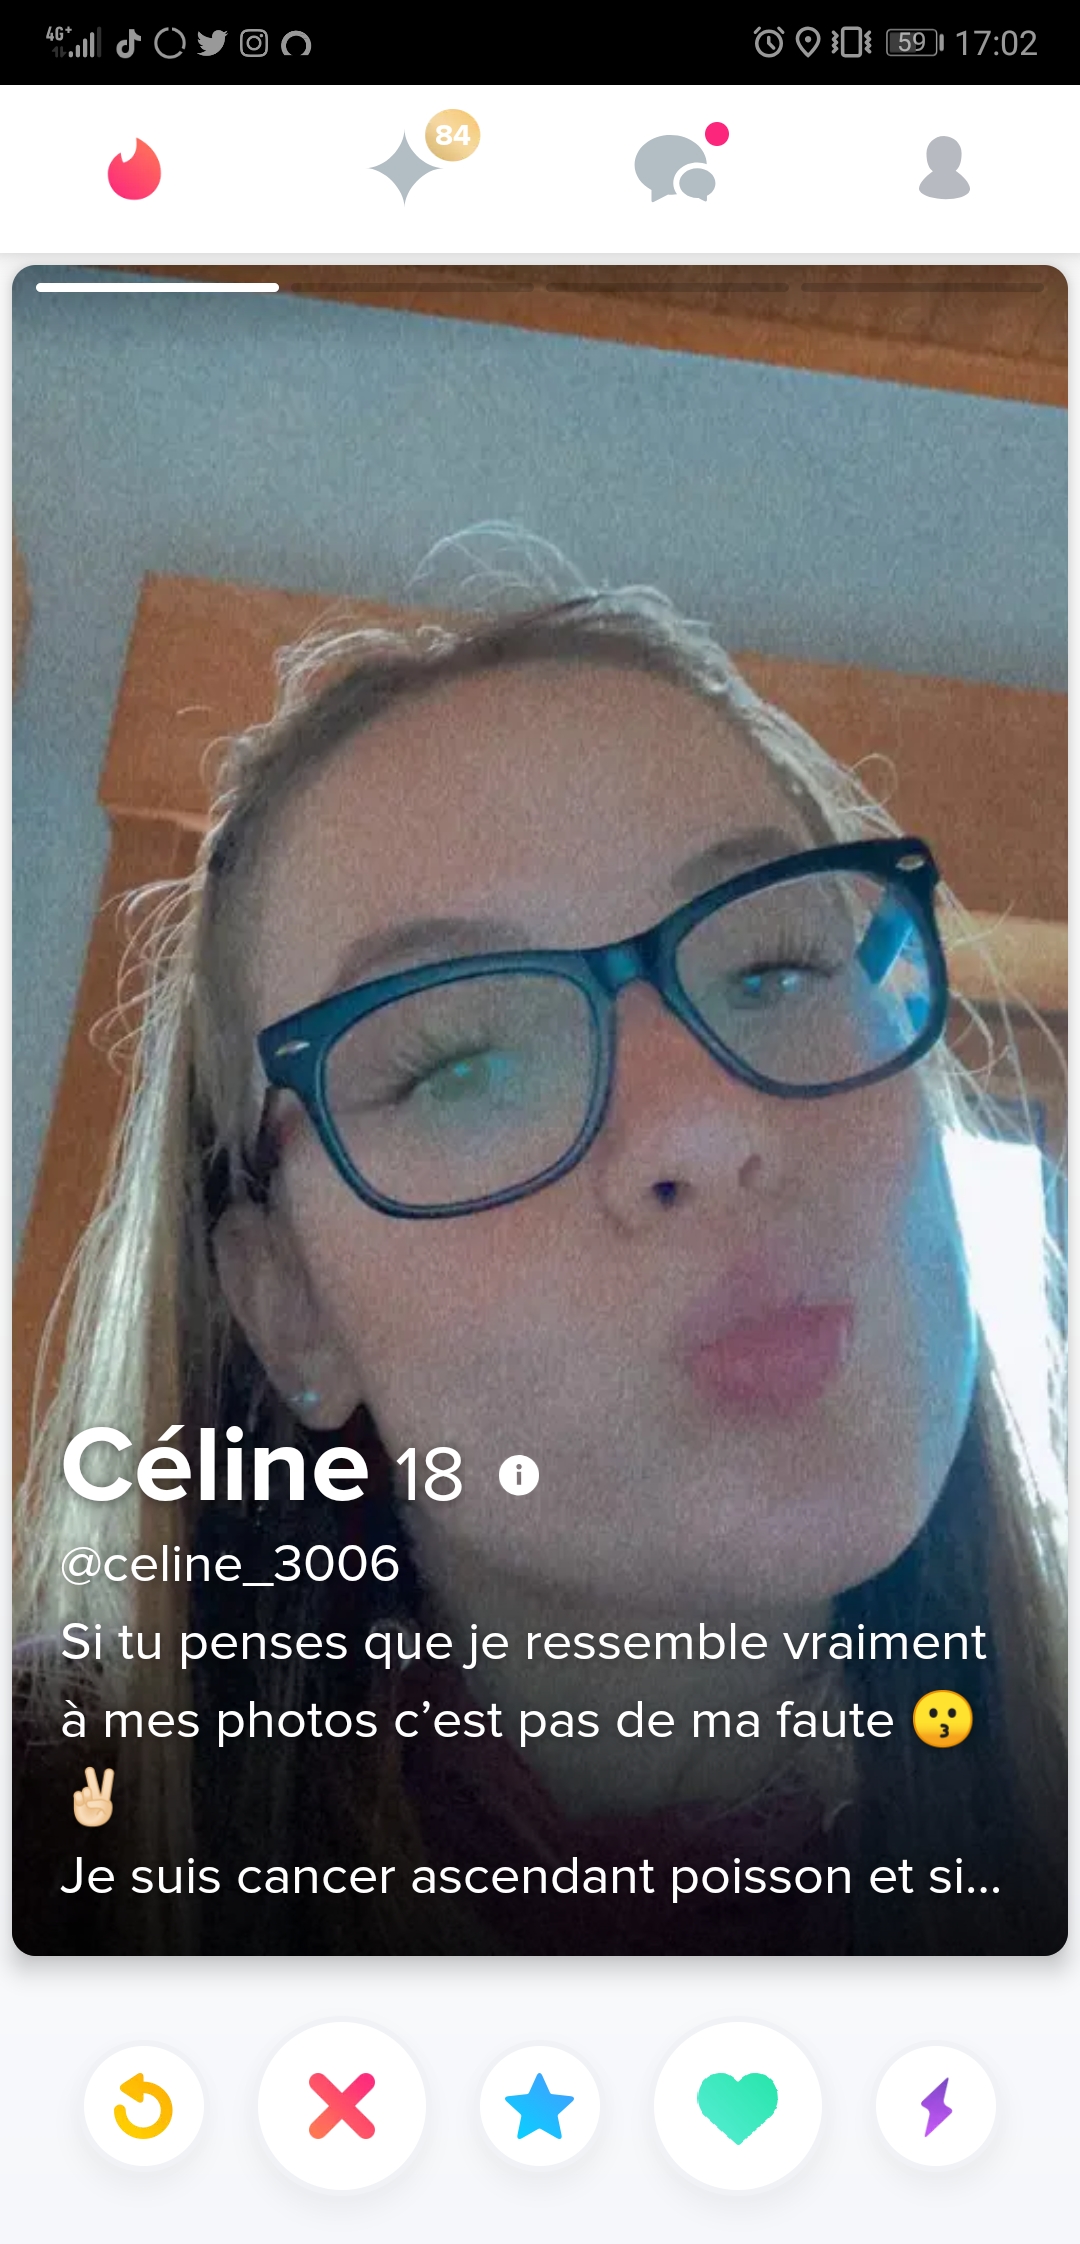 4G+ 59 17:02
84
Céline 18 i
@celine_3006
Si tu penses que je ressemble vraiment
à mes photos c’est pas de ma faute 😗
✌🏻
Je suis cancer ascendant poisson et si...